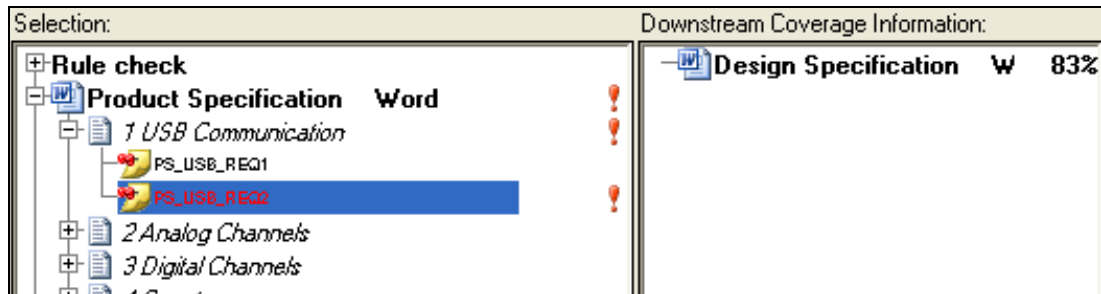 Selection:
Downstream Coverage Information:
Rule check
Product Specification Word
1 USB Communication
PS_USB_REQ1
PS_USB_REQ2
2 Analog Channels
3 Digital Channels
Design Specification W 83%